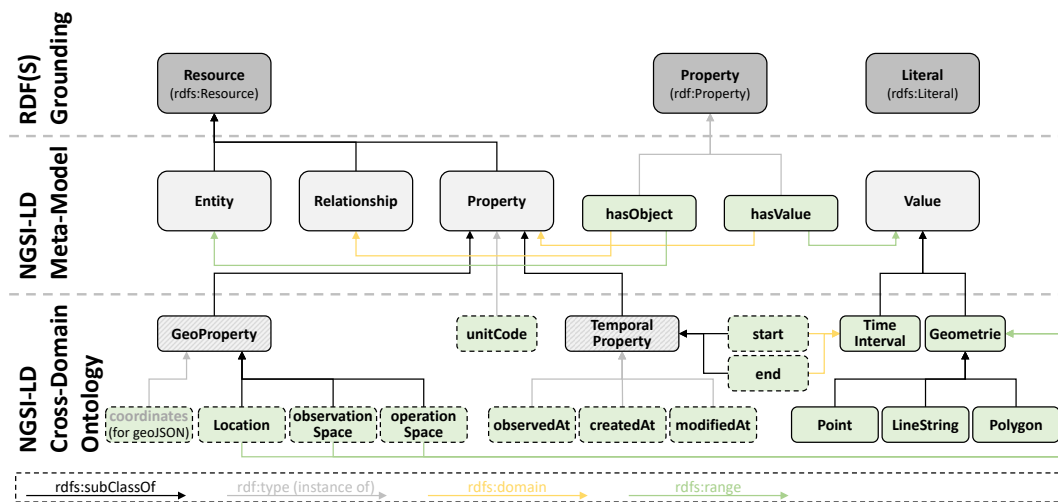 RDF(S)
Grounding
Resource
(rdfs:Resource)
Property
(rdf:Property)
Literal
(rdfs:Literal)
NGSI-LD
Meta-Model
Entity
Relationship
Property
hasObject
hasValue
Value
NGSI-LD
Cross-Domain
Ontology
GeoProperty
unitCode
Temporal
Property
start
end
Time
Interval
Geometrie
coordinates
(for geoJSON)
Location
observation
Space
operation
Space
observedAt
createdAt
modifiedAt
Point
LineString
Polygon
rdfs:subClassOf
rdf:type (instance of)
rdfs:domain
rdfs:range